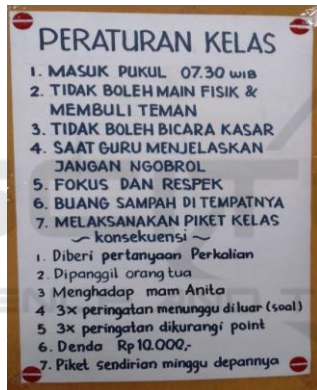 PERATURAN KELAS
1. MASUK PUKUL 07.30 WIB
2. TIDAK BOLEH MAIN FISIK &
MEMBULI TEMAN
3. TIDAK BOLEH BICARA KASAR
4. SAAT GURU MENJELASKAN
JANGAN NGOBROL
5. FOKUS DAN RESPEK
6. BUANG SAMPAH DI TEMPATNYA
7. MELAKSANAKAN PIKET KELAS
~ konsekuensi ~
1. Diberi pertanyaan Perkalian
2. Dipanggil orang tua
3 Menghadap mam Anita
4 3x peringatan menunggu diluar (soal)
5 3x peringatan dikurangi point
6. Denda Rp 10.000,-
7. Piket sendirian minggu depannya